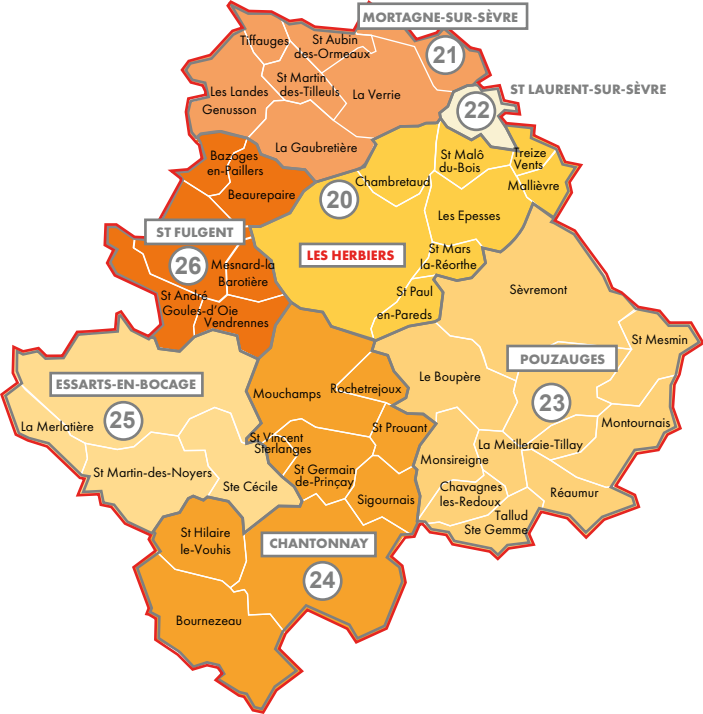 MORTAGNE-SUR-SÈVRE
Tiffauges
St Aubin
des-Ormeaux
21
St Martin
des-Tilleuls
Les Landes
Genusson
La Verrie
ST LAURENT-SUR-SÈVRE
22
La Gaubretière
Bazoges
en-Paillers
St Malô
du-Bois
Treize
Vents
Chambretaud
Mallièvre
Beaurepaire
20
Les Epesses
ST FULGENT
LES HERBIERS
St Mars
la-Réorthe
26
Mesnard-la
Barotière
St André
Goules-d'Oie
Vendrennes
St Paul
en-Pareds
Sèvremont
St Mesmin
POUZAUGES
Le Boupère
ESSARTS-EN-BOCAGE
Mouchamps
Rochetrejoux
23
25
La Merlatière
St Prouant
Montournais
St Vincent
Sterlanges
La Meilleraie-Tillay
Monsireigne
St Martin-des-Noyers
St Germain
de-Prinçay
Ste Cécile
Sigournais
Chavagnes
les-Redoux
Réaumur
Tallud
Ste Gemme
St Hilaire
le-Vouhis
CHANTONNAY
24
Bournezeau